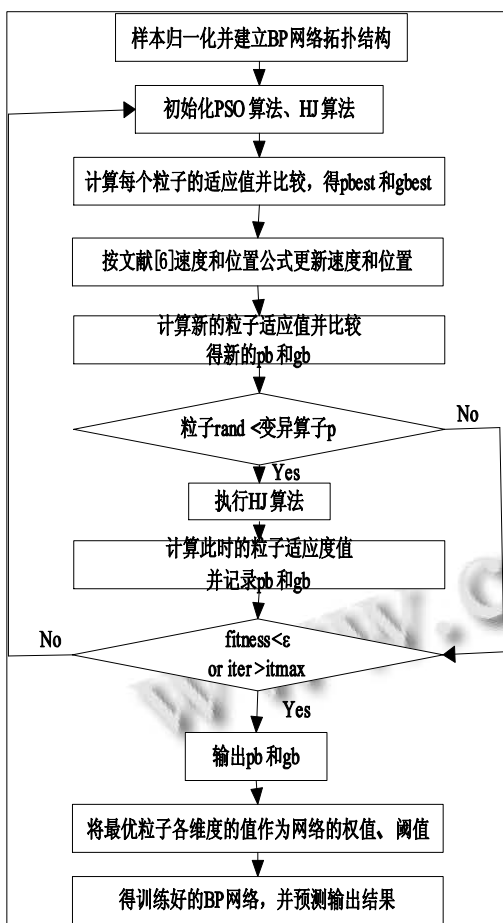 样本归一化并建立BP网络拓扑结构
初始化PSO 算法、HJ 算法
计算每个粒子的适应值并比较，得pbest 和gbest
按文献[6]速度和位置公式更新速度和位置
计算新的粒子适应值并比较
得新的pb 和gb
粒子rand <变异算子p
No
Yes
执行HJ 算法
计算此时的粒子适应度值
并记录pb 和gb
No
fitness<ε
or iter >itmax
Yes
输出pb 和gb
将最优粒子各维度的值作为网络的权值、阈值
得训练好的BP网络，并预测输出结果
www.c